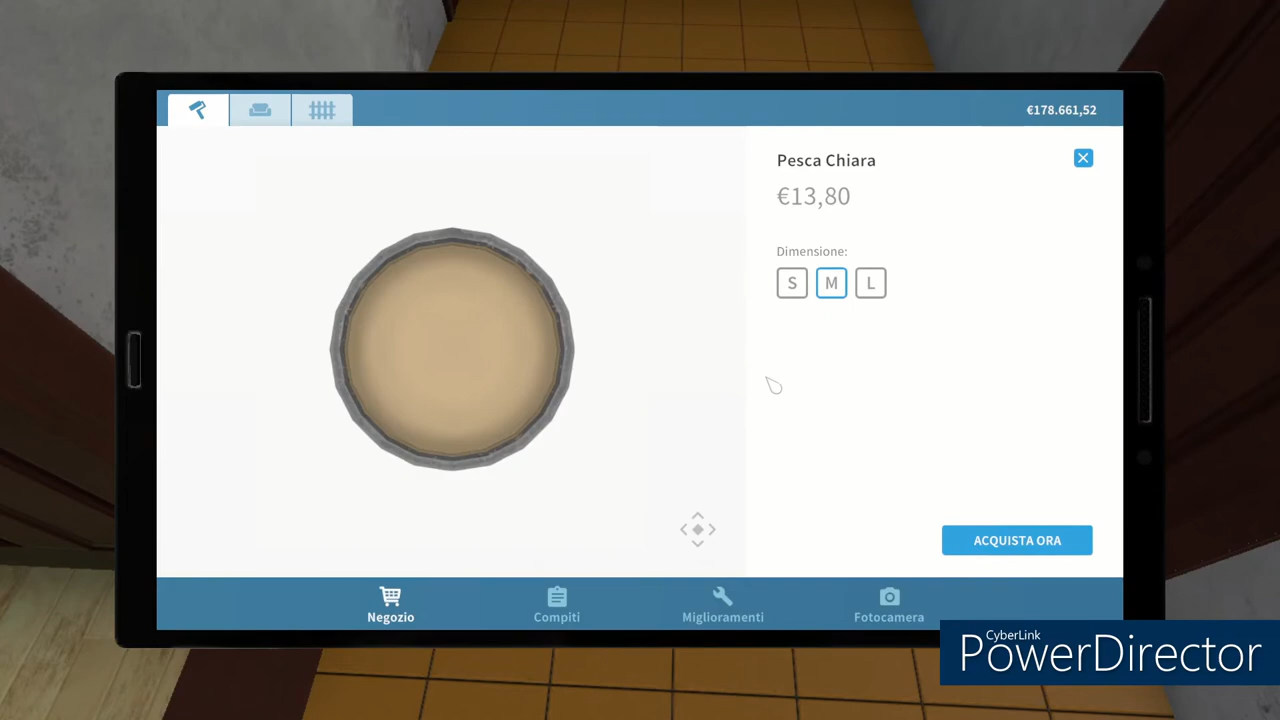 €178.661,52
Pesca Chiara
€13,80
Dimensione:
S M L
ACQUISTA ORA
Negozio
Compiti
Miglioramenti
Fotocamera
CyberLink
PowerDirector